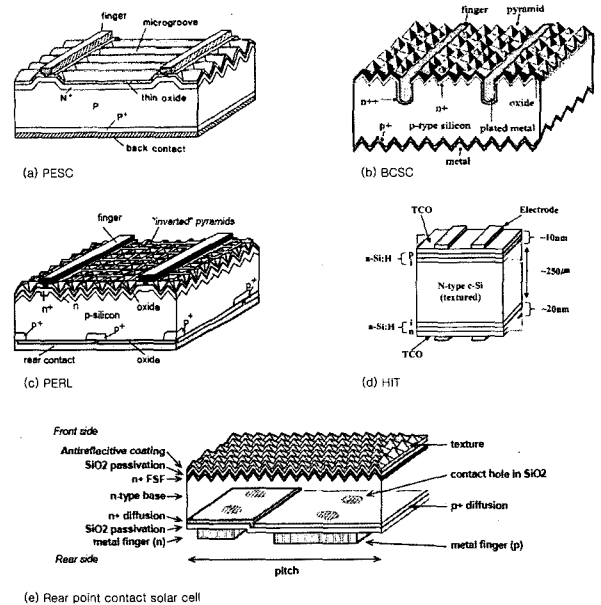 finger
microgroove
N+
thin oxide
P
P+
back contact
(a) PESC
finger
pyramid
n++
n+
oxide
p+
p-type silicon
plated metal
metal
(b) BCSC
finger
"inverted" pyramids
n+
n
oxide
p-silicon
p+
p+
p+
rear contact
oxide
(c) PERL
TCO
Electrode
~10nm
a-Si:H
p
i
N-type c-Si
(textured)
~250μm
~20nm
a-Si:H
i
n
TCO
(d) HIT
Front side
Antireflecitive coating
SiO2 passivation
n+ FSF
n-type base
n+ diffusion
SiO2 passivation
metal finger (n)
Rear side
texture
contact hole in SiO2
p+ diffusion
metal finger (p)
pitch
(e) Rear point contact solar cell